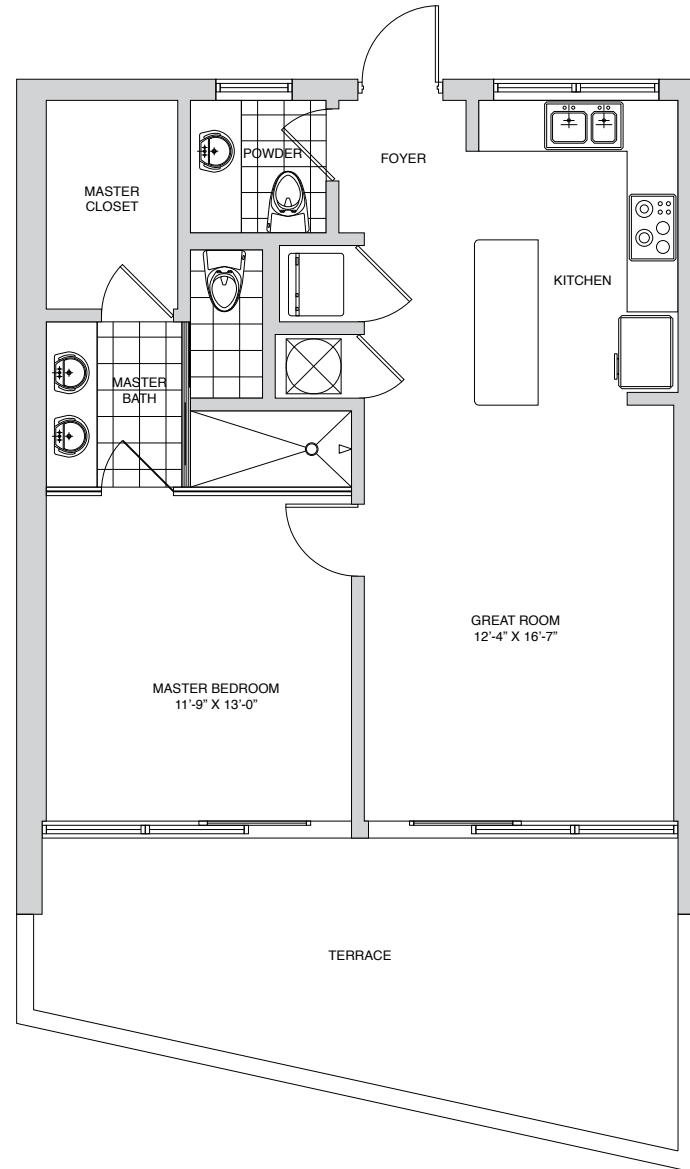 POWDER
FOYER
MASTER
CLOSET
KITCHEN
MASTER
BATH
GREAT ROOM
12’-4” X 16’-7”
MASTER BEDROOM
11’-9” X 13’-0”
TERRACE